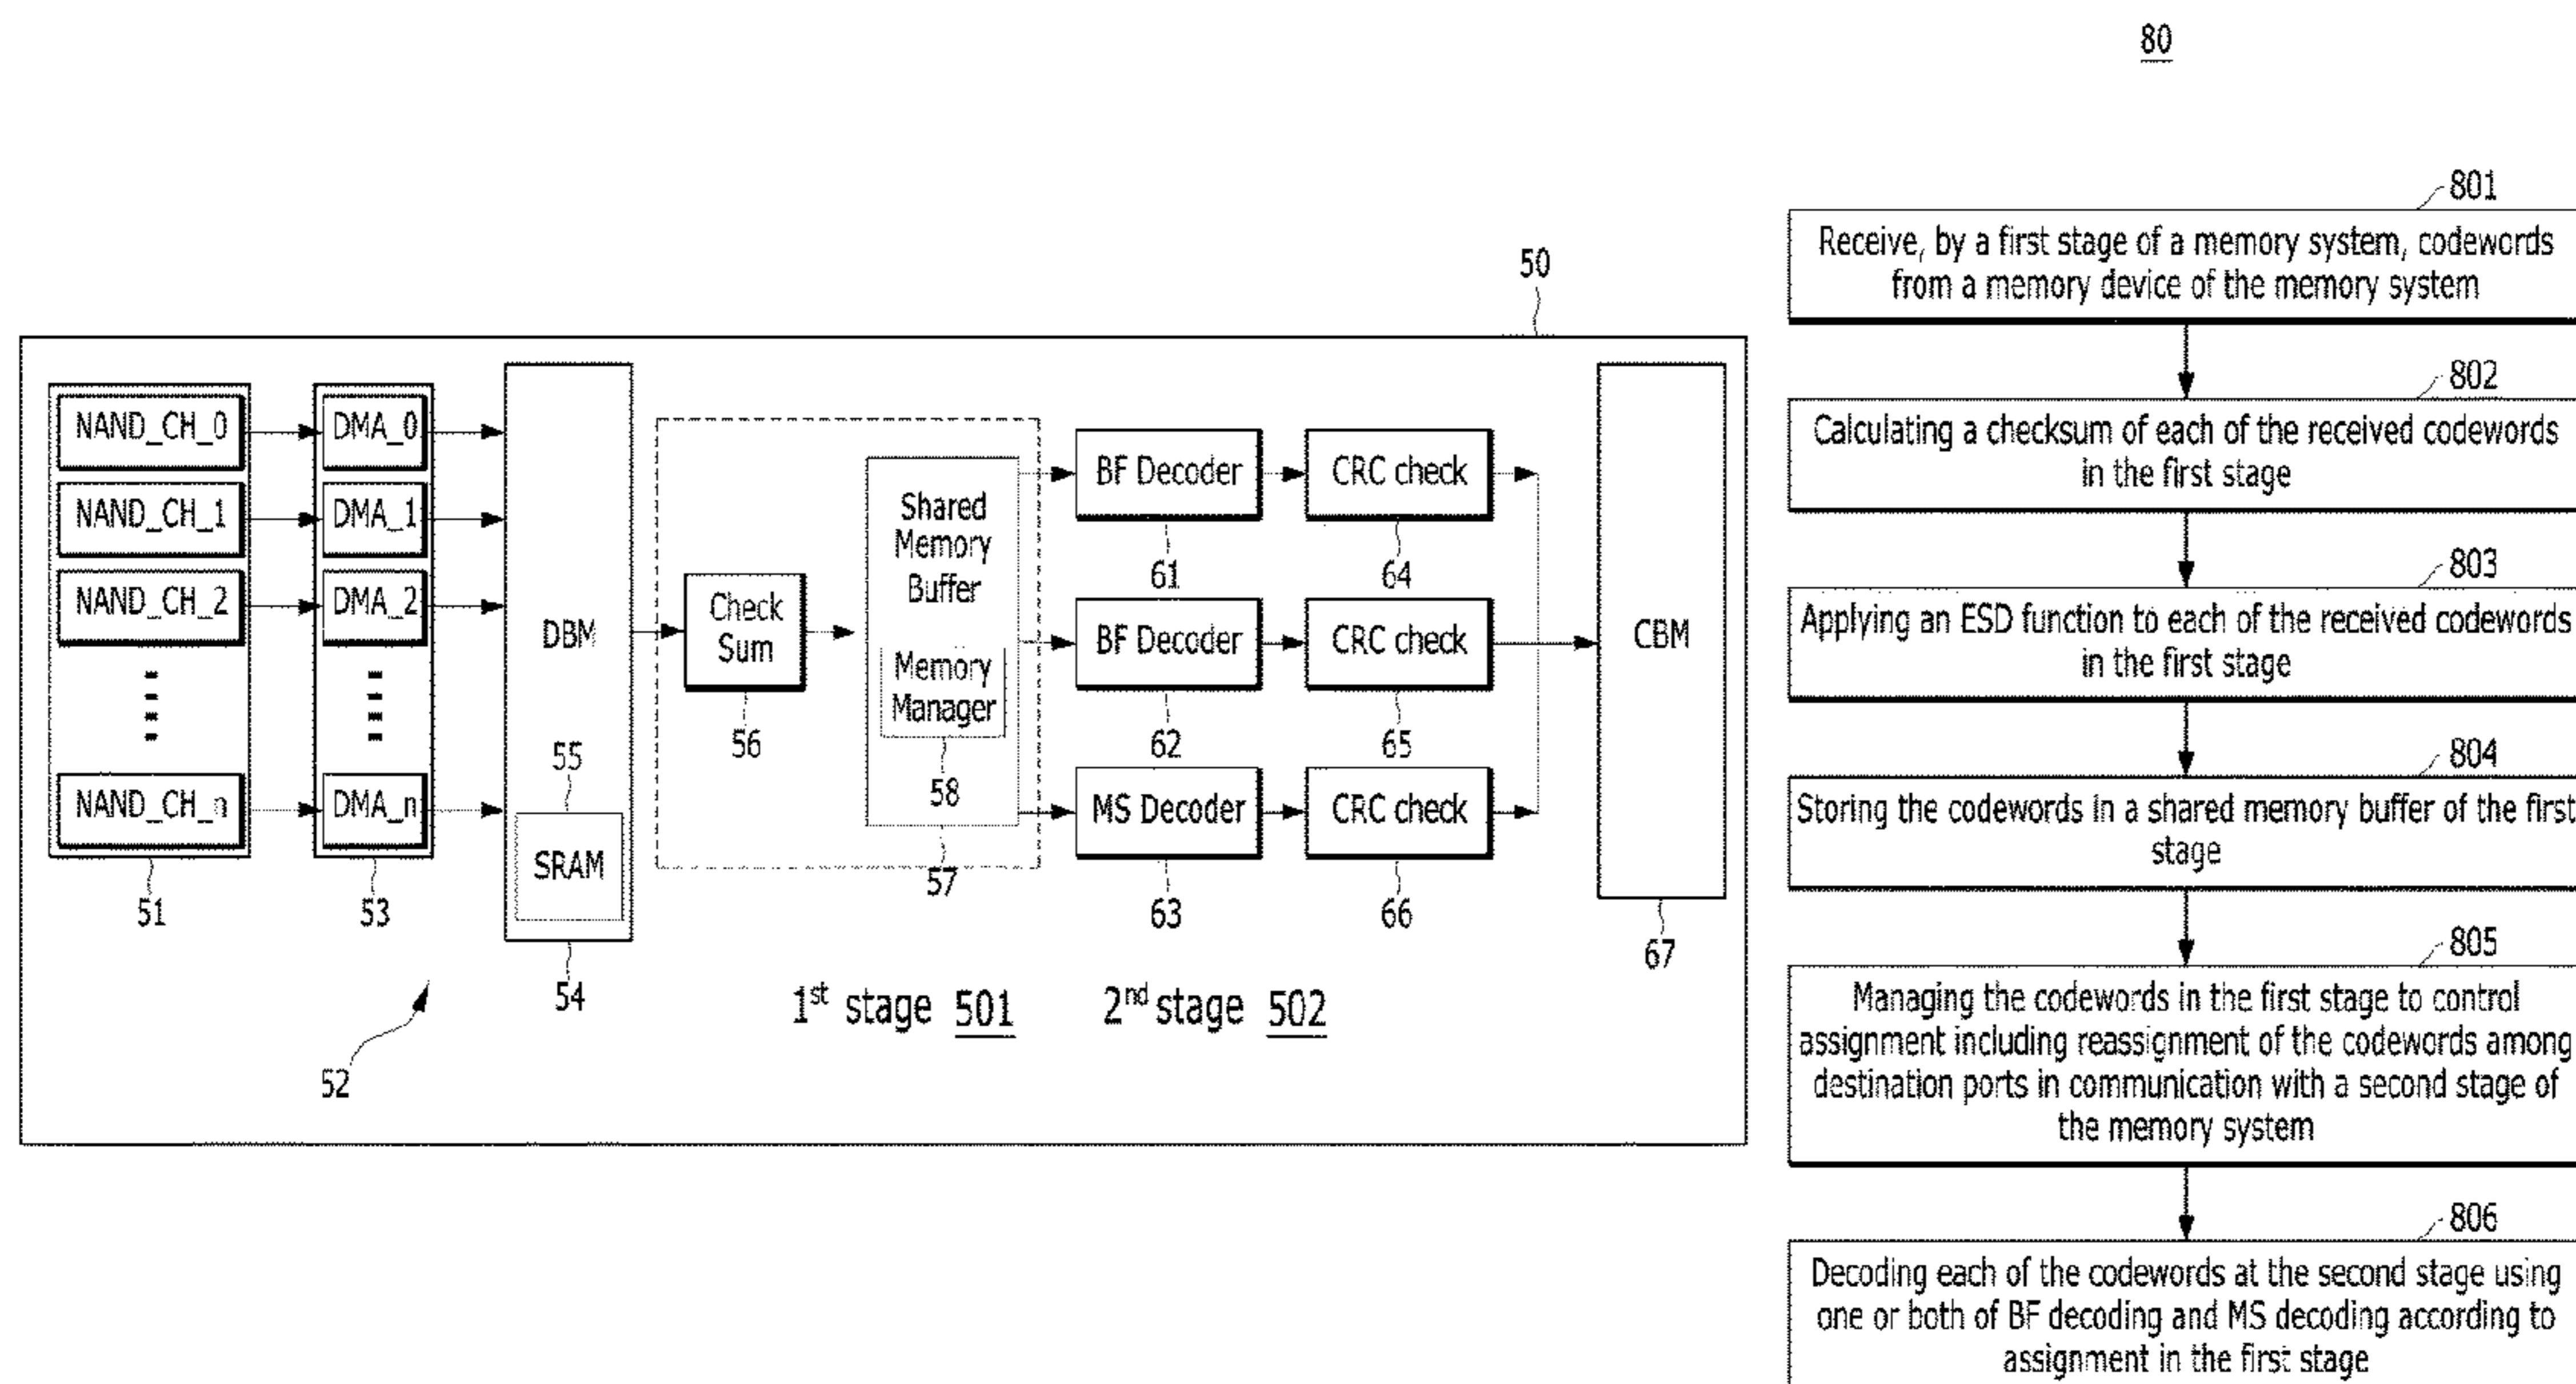 80
50
NAND_CH_0
NAND_CH_1
NAND_CH_2
NAND_CH_n
51
DMA_0
DMA_1
DMA_2
DMA_n
53
52
DBM
55
SRAM
54
Check
Sum
56
Shared
Memory
Buffer
Memory
Manager
58
57
BF Decoder
61
BF Decoder
62
MS Decoder
63
CRC check
64
CRC check
65
CRC check
66
CBM
67
1st stage 501
2nd stage 502
801
Receive, by a first stage of a memory system, codewords
from a memory device of the memory system
802
Calculating a checksum of each of the received codewords
in the first stage
803
Applying an ESD function to each of the received codewords
in the first stage
804
Storing the codewords in a shared memory buffer of the first
stage
805
Managing the codewords in the first stage to control
assignment including reassignment of the codewords among
destination ports in communication with a second stage of
the memory system
806
Decoding each of the codewords at the second stage using
one or both of BF decoding and MS decoding according to
assignment in the first stage